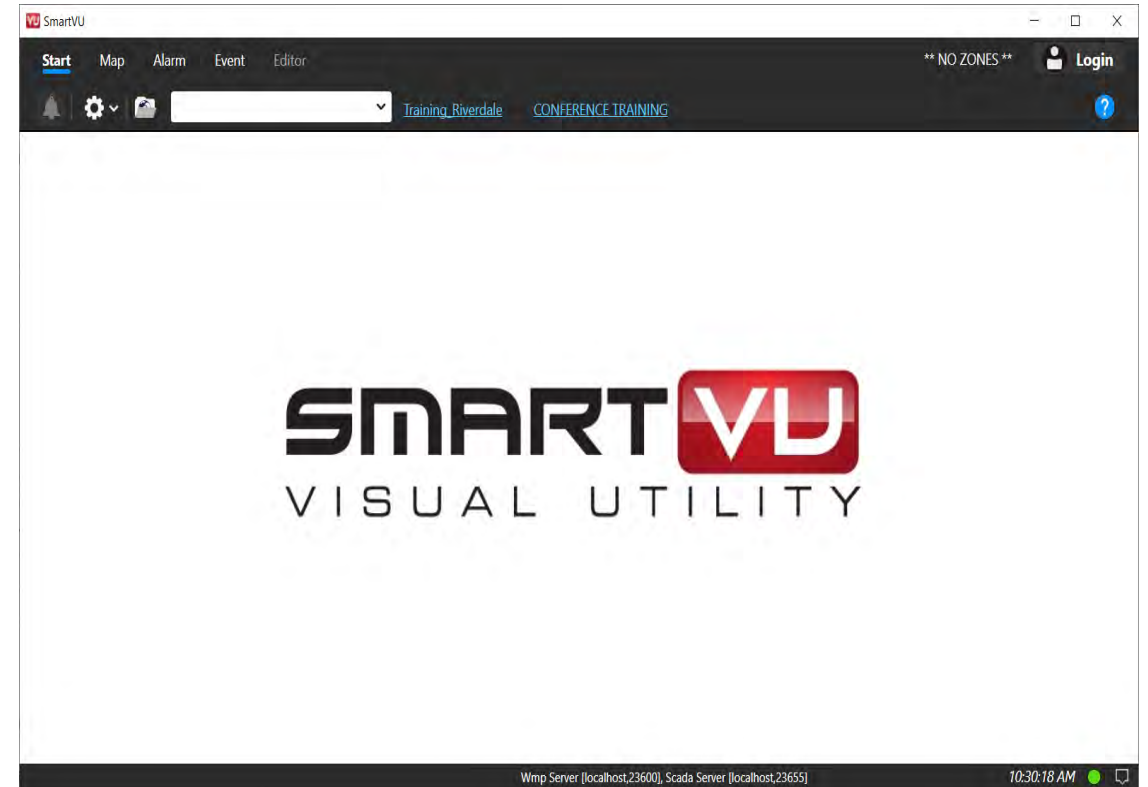 VU SmartVU
Start Map Alarm Event Editor ** NO ZONES ** Login
Training_Riverdale CONFERENCE TRAINING ?
SMART VU
VISUAL UTILITY
Wmp Server [localhost,23600], Scada Server [localhost,23655] 10:30:18 AM